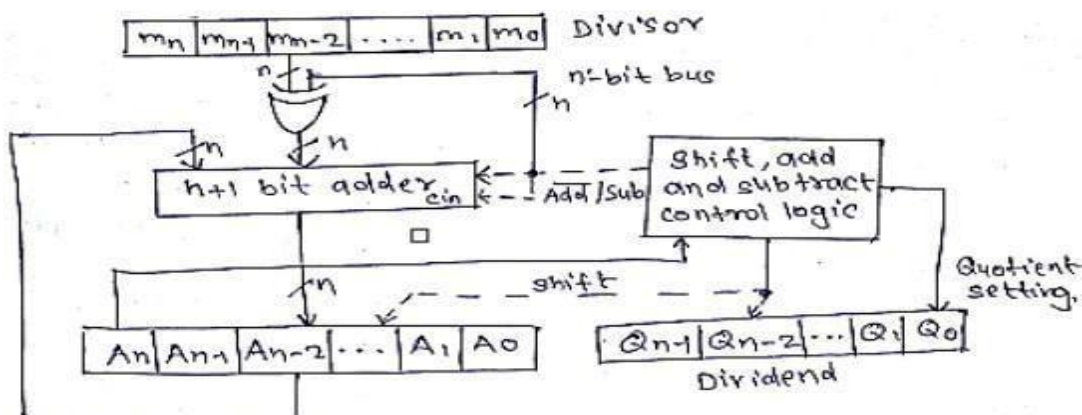 mn mn-1 mn-2 .... m1 m0 Divisor
n
n-bit bus
n
n
n
n+1 bit adder
cin
Add/Sub
Shift, add
and subtract
control logic
n
shift
Quotient
setting.
An An-1 An-2 ... A1 A0
Qn-1 Qn-2 ... Q1 Q0
Dividend